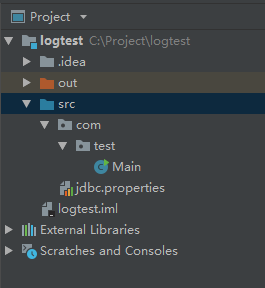 Project
logtest C:\Project\logtest
.idea
out
src
com
test
Main
jdbc.properties
logtest.iml
External Libraries
Scratches and Consoles